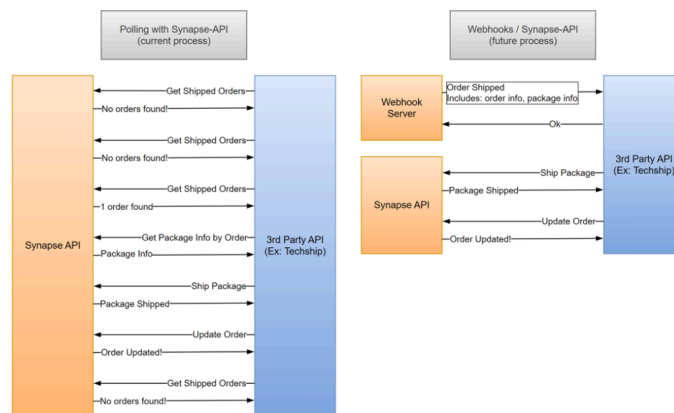 Polling with Synapse-API
(current process)
Get Shipped Orders
No orders found!
Get Shipped Orders
No orders found!
Get Shipped Orders
1 order found
Get Package Info by Order
Package Info
Ship Package
Package Shipped
Update Order
Order Updated!
Get Shipped Orders
No orders found!
Synapse API
3rd Party API
(Ex: Techship)
Webhooks / Synapse-API
(future process)
Webhook
Server
Order Shipped
Includes: order info, package info
Ok
Synapse API
Ship Package
Package Shipped
Update Order
Order Updated!
3rd Party API
(Ex: Techship)